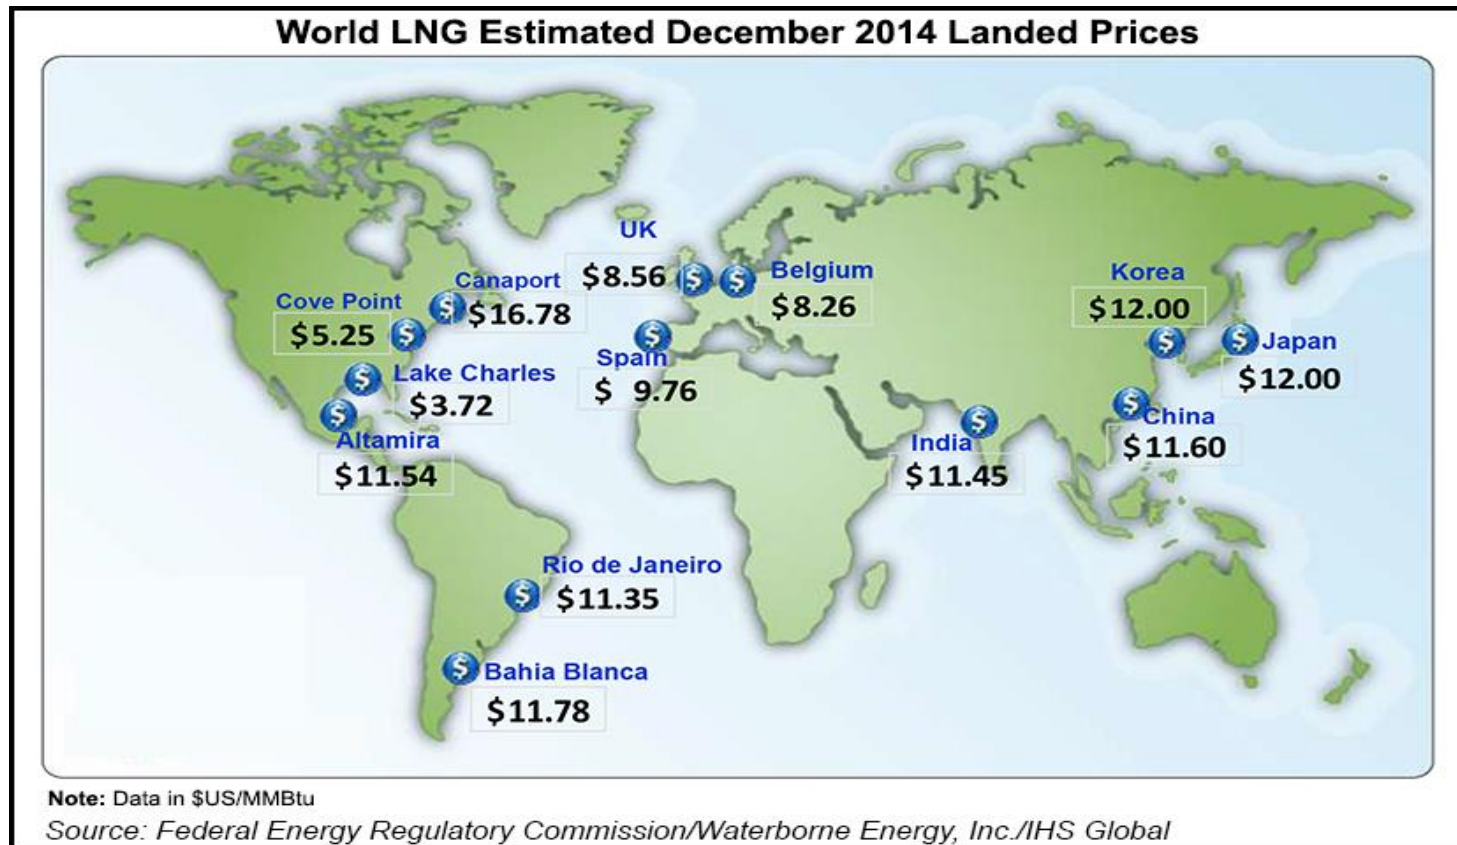 World LNG Estimated December 2014 Landed Prices
UK
$8.56
Belgium
$8.26
Korea
$12.00
Canaport
$16.78
Cove Point
$5.25
Japan
$12.00
Spain
$ 9.76
Lake Charles
$3.72
China
$11.60
Altamira
$11.54
India
$11.45
Rio de Janeiro
$11.35
Bahia Blanca
$11.78
Note: Data in $US/MMBtu
Source: Federal Energy Regulatory Commission/Waterborne Energy, Inc./IHS Global